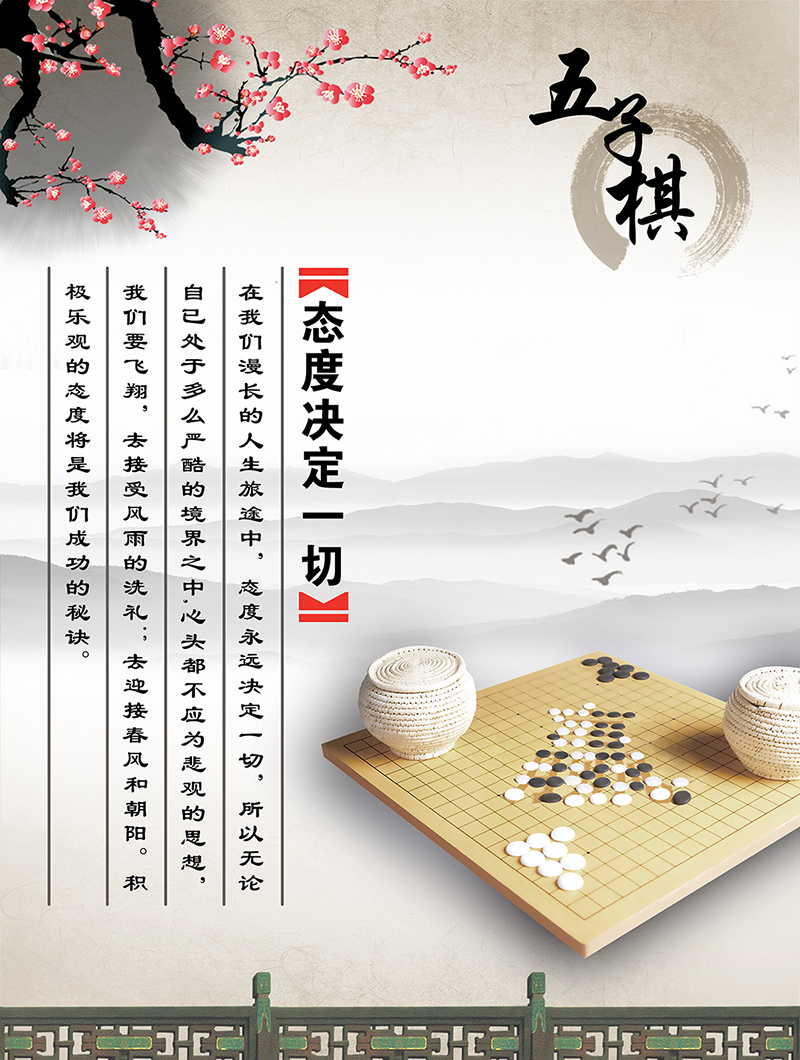 五子棋
《态度决定一切》
在我们漫长的人生旅途中，态度永远决定一切，所以无论
自已处于多么严酷的境界之中,心头都不应为悲观的思想，
我们要飞翔，去接受风雨的洗礼；去迎接春风和朝阳。积
极乐观的态度将是我们成功的秘诀。